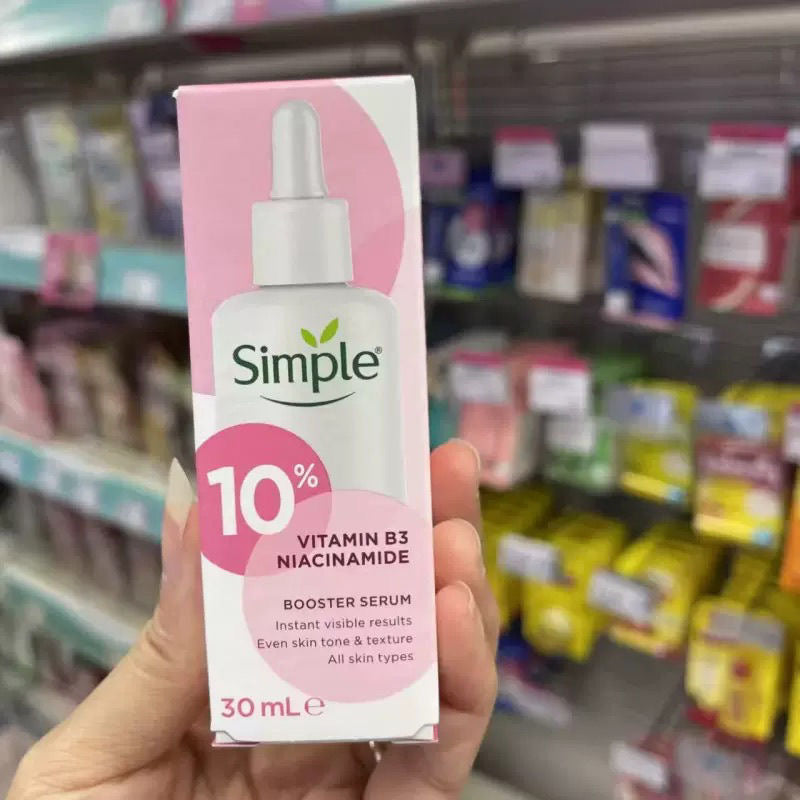 Simple®
10%
VITAMIN B3
NIACINAMIDE
BOOSTER SERUM
Instant visible results
Even skin tone & texture
All skin types
30 mL ℮